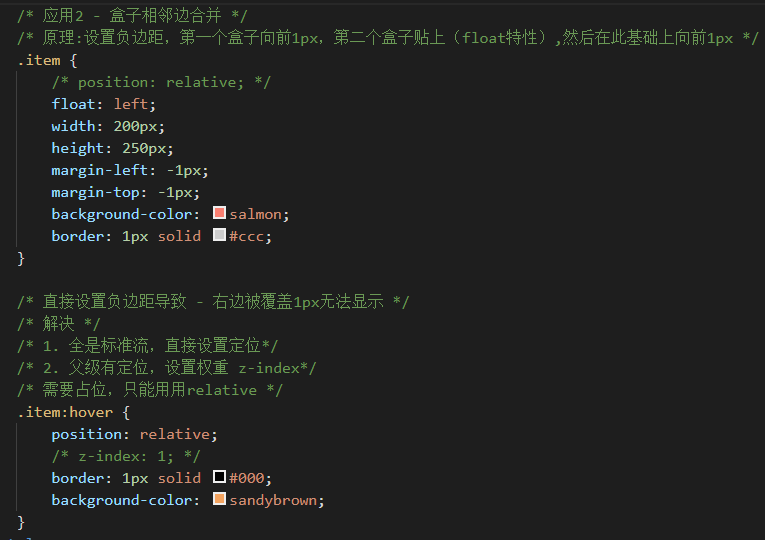 /* 应用2 - 盒子相邻边合并 */
/* 原理:设置负边距，第一个盒子向前1px，第二个盒子贴上（float特性）,然后在此基础上向前1px */
.item {
/* position: relative; */
float: left;
width: 200px;
height: 250px;
margin-left: -1px;
margin-top: -1px;
background-color: salmon;
border: 1px solid #ccc;
}
/* 直接设置负边距导致 - 右边被覆盖1px无法显示 */
/* 解决 */
/* 1. 全是标准流，直接设置定位*/
/* 2. 父级有定位，设置权重 z-index*/
/* 需要占位，只能用用relative */
.item:hover {
position: relative;
/* z-index: 1; */
border: 1px solid #000;
background-color: sandybrown;
}